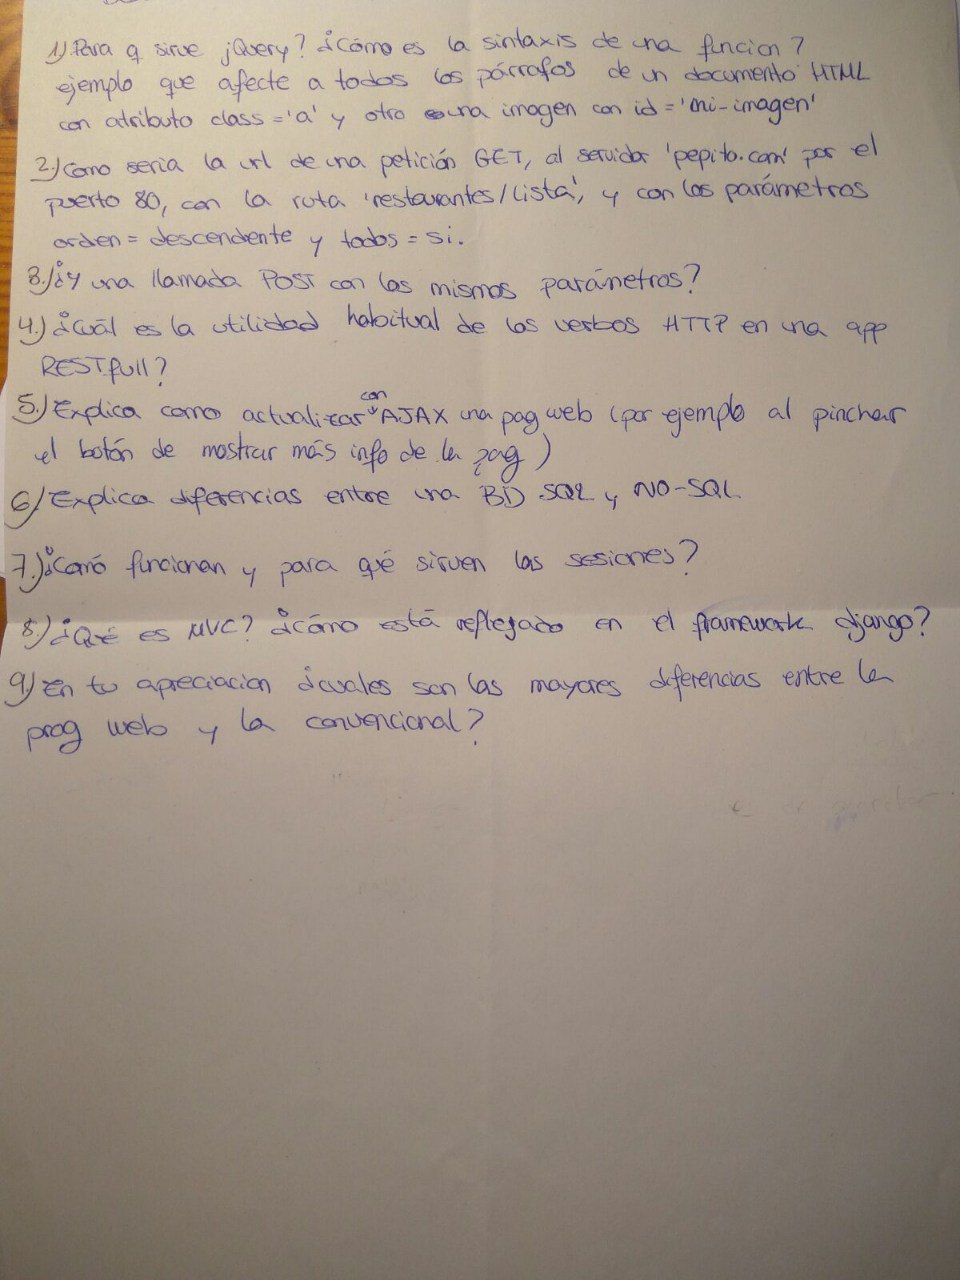 1) Para q sirve jQuery? ¿Cómo es la sintaxis de una funcion?
ejemplo que afecte a todos los párrafos de un documento HTML
con atributo class='a' y otro una imagen con id='mi-imagen'
2.) Como seria la url de una petición GET, al servidor 'pepito.com' por el
puerto 80, con la ruta 'restaurantes/lista', y con los parámetros
orden = descendente y todos = si.
3.) ¿Y una llamada POST con los mismos parámetros?
4.) ¿Cuál es la utilidad habitual de los verbos HTTP en una app
RESTfull?
5.) Explica como actualizar con AJAX una pag web (por ejemplo al pinchar
el botón de mostrar más info de la pag)
6) Explica diferencias entre una BD SQL y NO-SQL
7.) ¿Comó funcionan y para qué sirven las sesiones?
8.) ¿Qué es MVC? ¿cómo está reflejado en el framework django?
9) En tu apreciacion ¿cuales son las mayores diferencias entre la
prog web y la convencional?